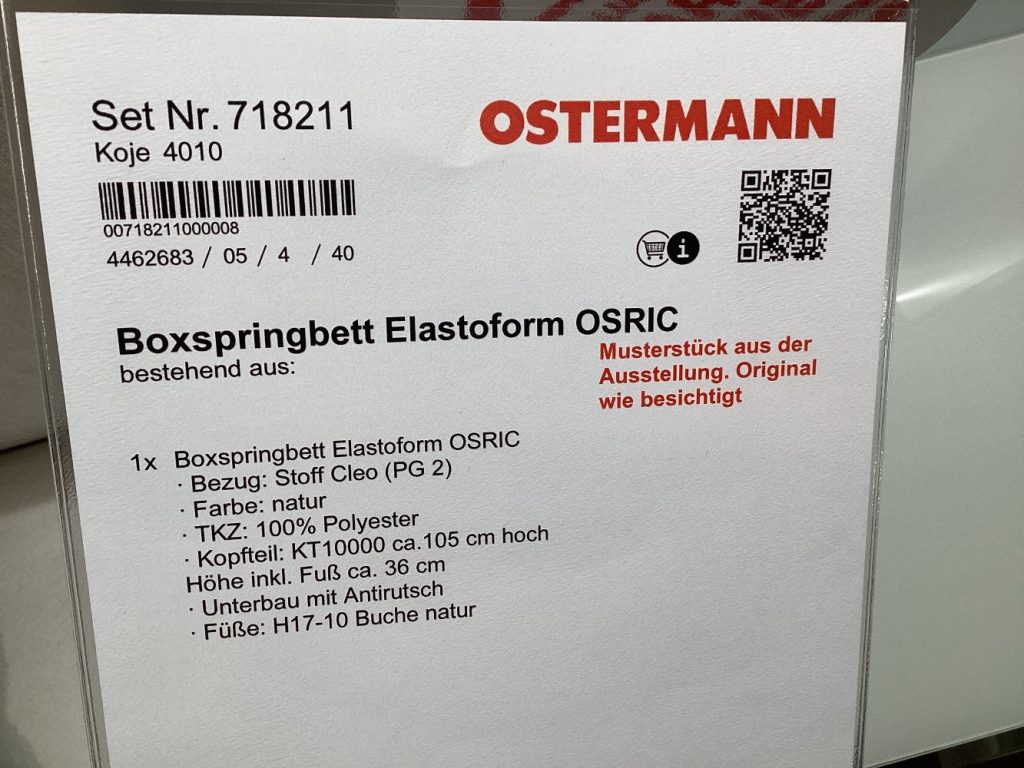 Set Nr. 718211
OSTERMANN
Koje 4010
00718211000008
4462683 / 05 / 4 / 40
i
Boxspringbett Elastoform OSRIC
bestehend aus:
Musterstück aus der
Ausstellung. Original
wie besichtigt
1x Boxspringbett Elastoform OSRIC
· Bezug: Stoff Cleo (PG 2)
· Farbe: natur
· TKZ: 100% Polyester
· Kopfteil: KT10000 ca.105 cm hoch
Höhe inkl. Fuß ca. 36 cm
· Unterbau mit Antirutsch
· Füße: H17-10 Buche natur